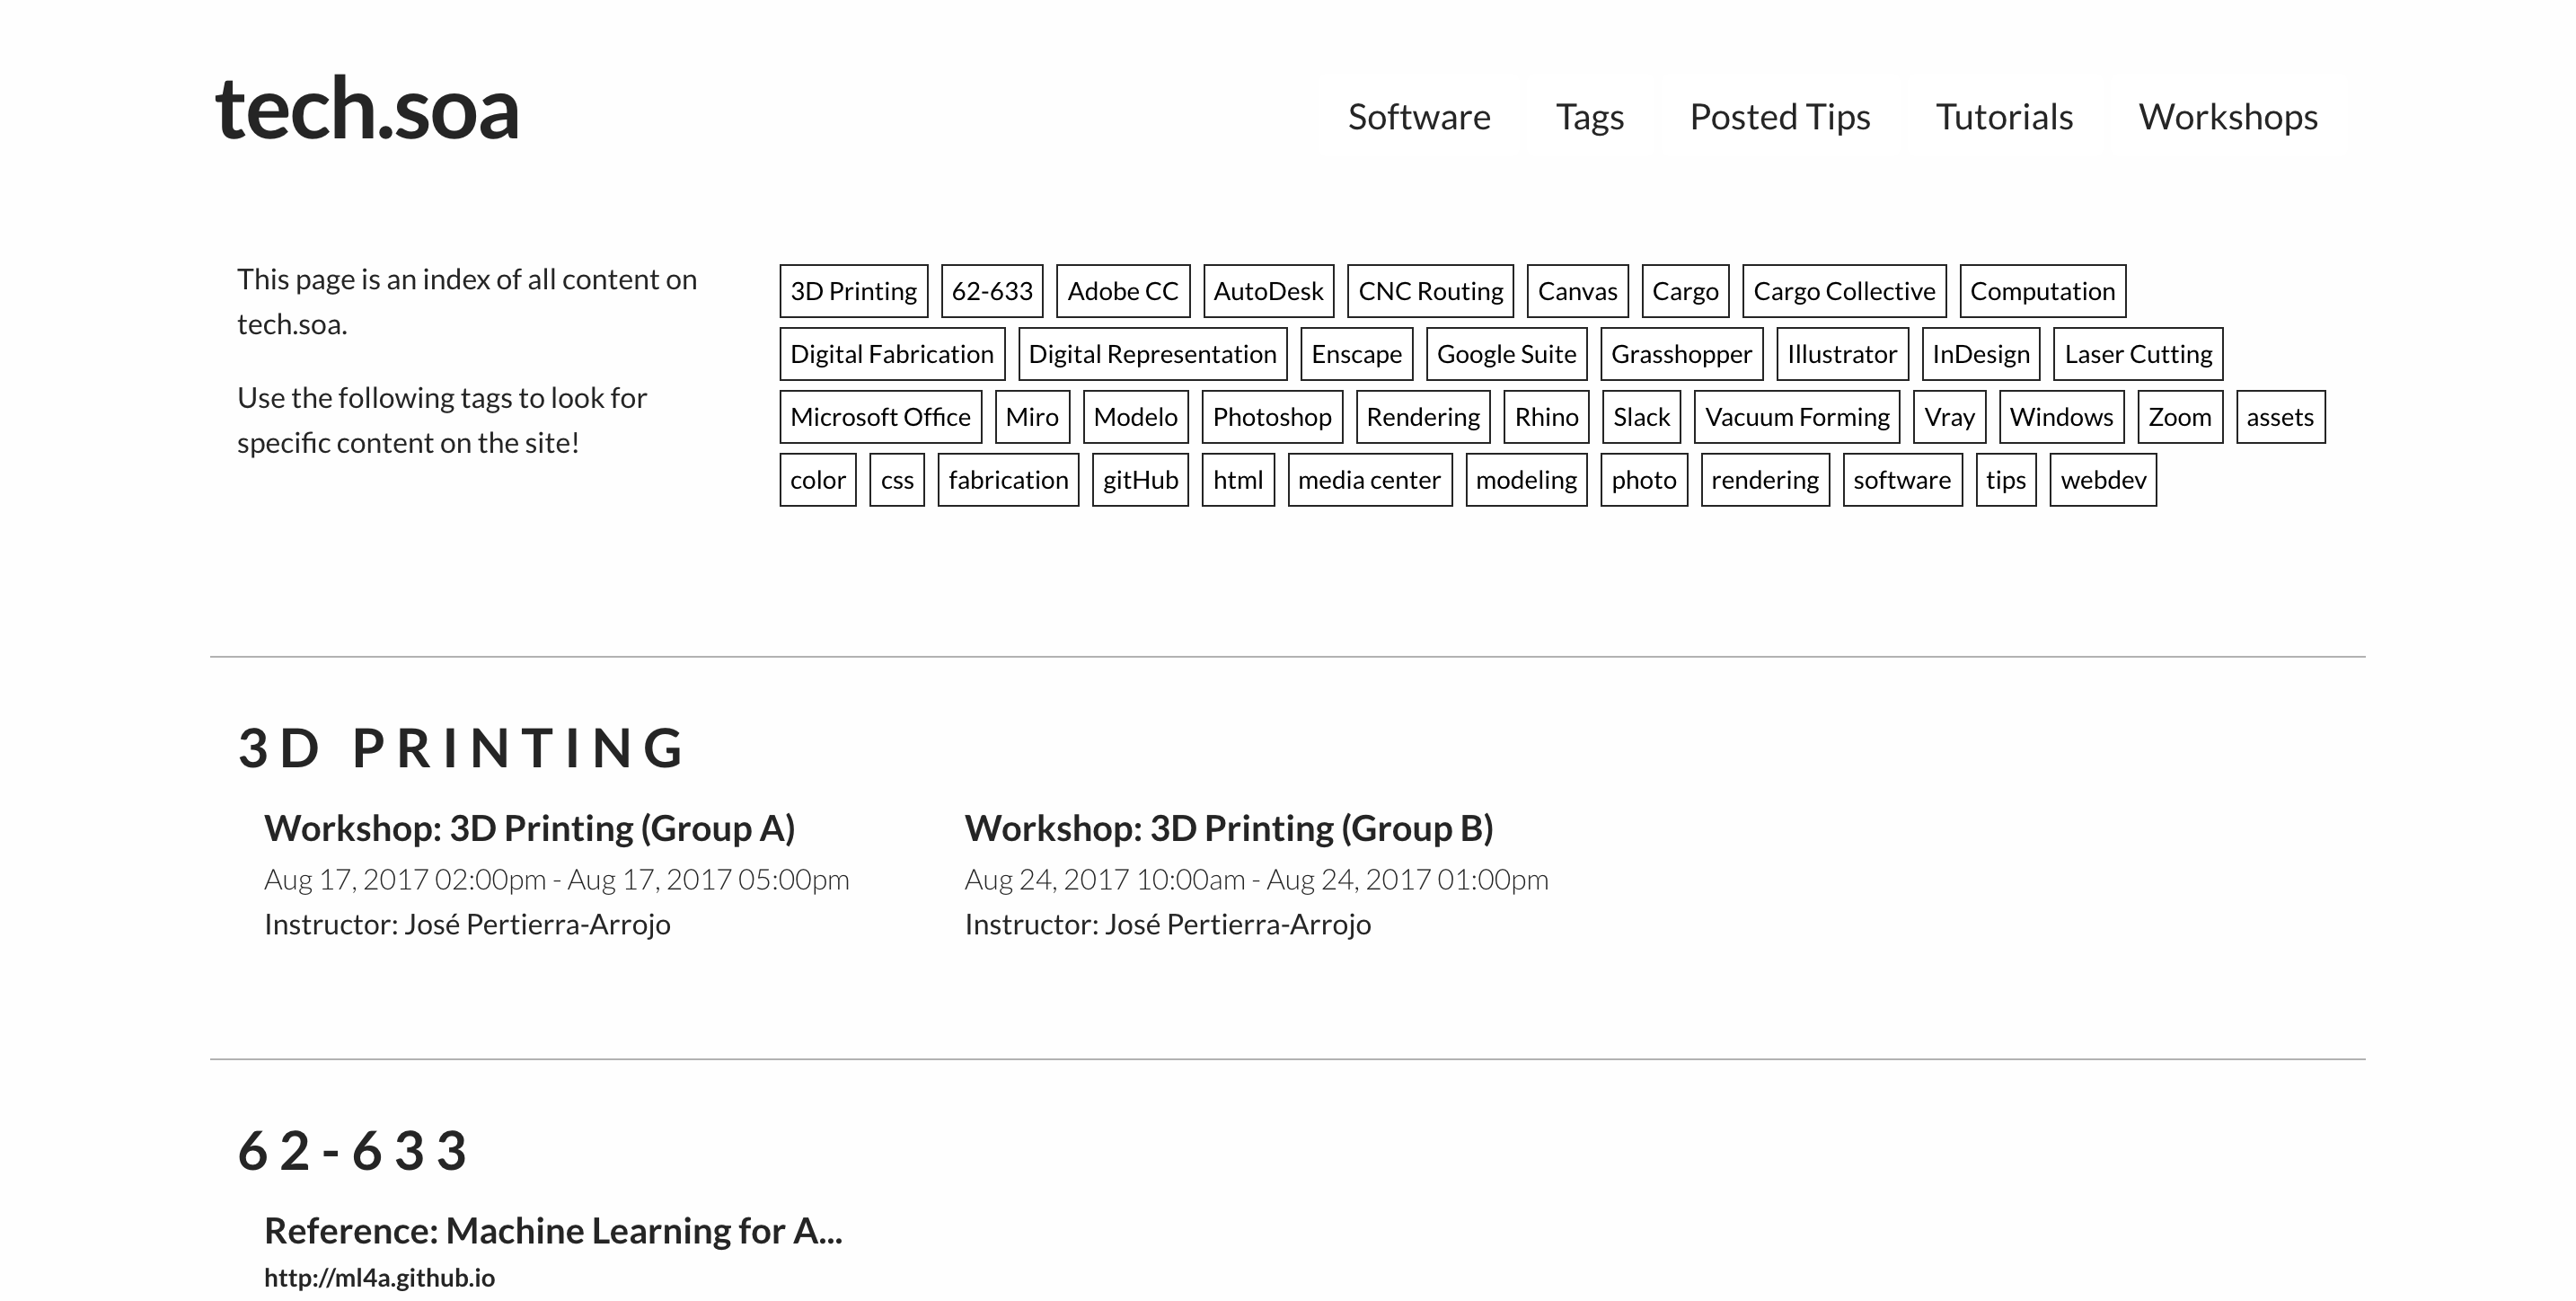 tech.soa
Software Tags Posted Tips Tutorials Workshops
This page is an index of all content on
tech.soa.
Use the following tags to look for
specific content on the site!
3D Printing 62-633 Adobe CC AutoDesk CNC Routing Canvas Cargo Cargo Collective Computation
Digital Fabrication Digital Representation Enscape Google Suite Grasshopper Illustrator InDesign Laser Cutting
Microsoft Office Miro Modelo Photoshop Rendering Rhino Slack Vacuum Forming Vray Windows Zoom assets
color css fabrication gitHub html media center modeling photo rendering software tips webdev
3D PRINTING
Workshop: 3D Printing (Group A)
Aug 17, 2017 02:00pm - Aug 17, 2017 05:00pm
Instructor: José Pertierra-Arrojo
Workshop: 3D Printing (Group B)
Aug 24, 2017 10:00am - Aug 24, 2017 01:00pm
Instructor: José Pertierra-Arrojo
62-633
Reference: Machine Learning for A...
http://ml4a.github.io